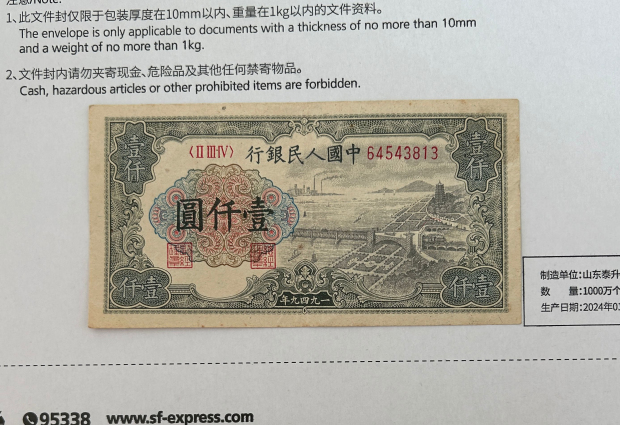 1、此文件封仅限于包装厚度在10mm以内、重量在1kg以内的文件资料。
The envelope is only applicable to documents with a thickness of no more than 10mm
and a weight of no more than 1kg.
2、文件封内请勿夹寄现金、危险品及其他任何禁寄物品。
Cash, hazardous articles or other prohibited items are forbidden.
壹仟
〈ⅡⅢⅣ〉
行銀民人國中
64543813
壹仟
圓仟壹
仟壹
年九四九一
仟壹
制造单位:山东泰升
数 量:1000万个
生产日期:2024年0
95338 www.sf-express.com